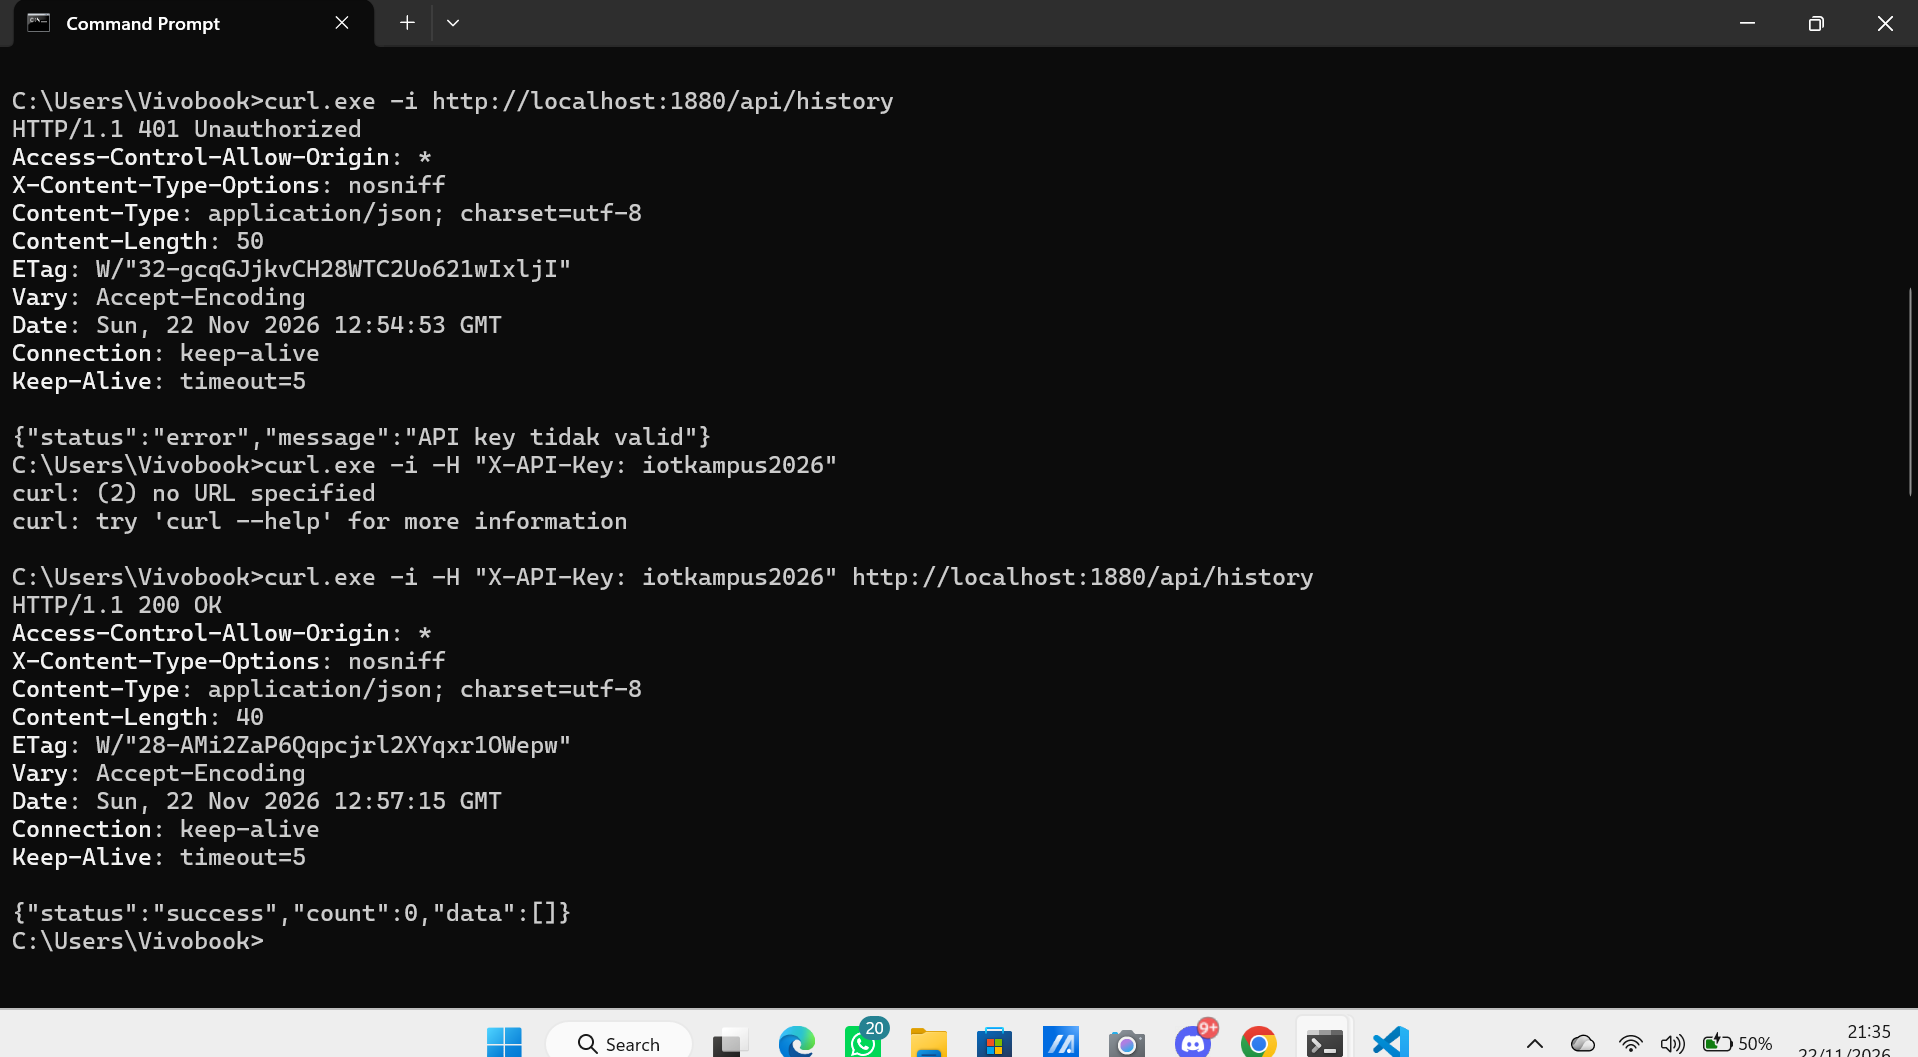 Command Prompt
C:\Users\Vivobook>curl.exe -i http://localhost:1880/api/history
HTTP/1.1 401 Unauthorized
Access-Control-Allow-Origin: *
X-Content-Type-Options: nosniff
Content-Type: application/json; charset=utf-8
Content-Length: 50
ETag: W/"32-gcqGJjkvCH28WTC2Uo621wIxljI"
Vary: Accept-Encoding
Date: Sun, 22 Nov 2026 12:54:53 GMT
Connection: keep-alive
Keep-Alive: timeout=5
{"status":"error","message":"API key tidak valid"}
C:\Users\Vivobook>curl.exe -i -H "X-API-Key: iotkampus2026"
curl: (2) no URL specified
curl: try 'curl --help' for more information
C:\Users\Vivobook>curl.exe -i -H "X-API-Key: iotkampus2026" http://localhost:1880/api/history
HTTP/1.1 200 OK
Access-Control-Allow-Origin: *
X-Content-Type-Options: nosniff
Content-Type: application/json; charset=utf-8
Content-Length: 40
ETag: W/"28-AMi2ZaP6Qqpcjrl2XYqxr1OWepw"
Vary: Accept-Encoding
Date: Sun, 22 Nov 2026 12:57:15 GMT
Connection: keep-alive
Keep-Alive: timeout=5
{"status":"success","count":0,"data":[]}
C:\Users\Vivobook>
Search
20
9+
50%
21:35
22/11/2026